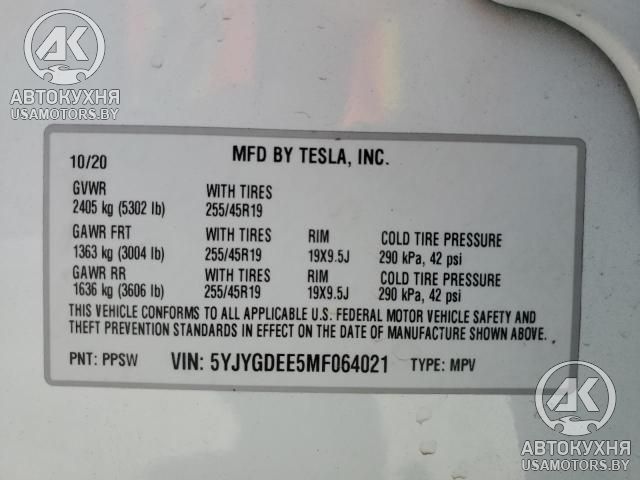 АК
АВТОКУХНЯ
USAMOTORS.BY
10/20 MFD BY TESLA, INC.
GVWR WITH TIRES
2405 kg (5302 lb) 255/45R19
GAWR FRT WITH TIRES RIM COLD TIRE PRESSURE
1363 kg (3004 lb) 255/45R19 19X9.5J 290 kPa, 42 psi
GAWR RR WITH TIRES RIM COLD TIRE PRESSURE
1636 kg (3606 lb) 255/45R19 19X9.5J 290 kPa, 42 psi
THIS VEHICLE CONFORMS TO ALL APPLICABLE U.S. FEDERAL MOTOR VEHICLE SAFETY AND
THEFT PREVENTION STANDARDS IN EFFECT ON THE DATE OF MANUFACTURE SHOWN ABOVE.
PNT: PPSW VIN: 5YJYGDEE5MF064021 TYPE: MPV
АК
АВТОКУХНЯ
USAMOTORS.BY